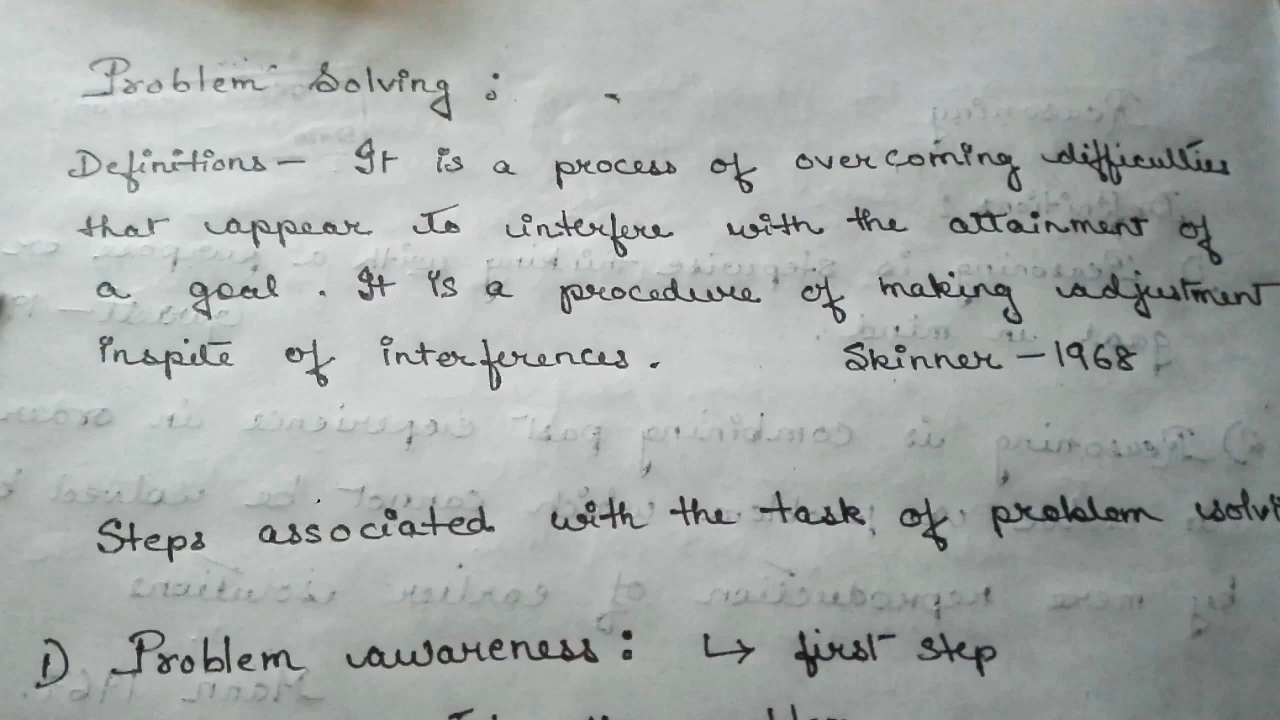 Problem Solving :
Definitions — It is a process of overcoming difficulties
that appear to interfere with the attainment of
a goal. It is a procedure of making adjustment
inspite of interferences. Skinner — 1968
Steps associated with the task of problem solvi
1) Problem awareness : ↳ first step